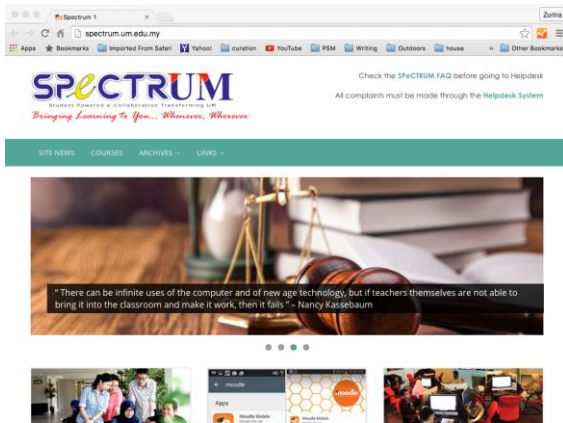 Spectrum 1
Zurina
spectrum.um.edu.my
Apps Bookmarks Imported From Safari Yahoo! curation YouTube PSM Writing Outdoors house » Other Bookmarks
SPeCTRUM
Student Powered e-Collaboration Transforming UM
Bringing Learning to You... Whenever, Wherever
Check the SPeCTRUM FAQ before going to Helpdesk
All complaints must be made through the Helpdesk System
SITE NEWS COURSES ARCHIVES LINKS
" There can be infinite uses of the computer and of new age technology, but if teachers themselves are not able to
bring it into the classroom and make it work, then it fails " – Nancy Kassebaum
moodle
Apps
Moodle Mobile
moodle
Moodle Mobile